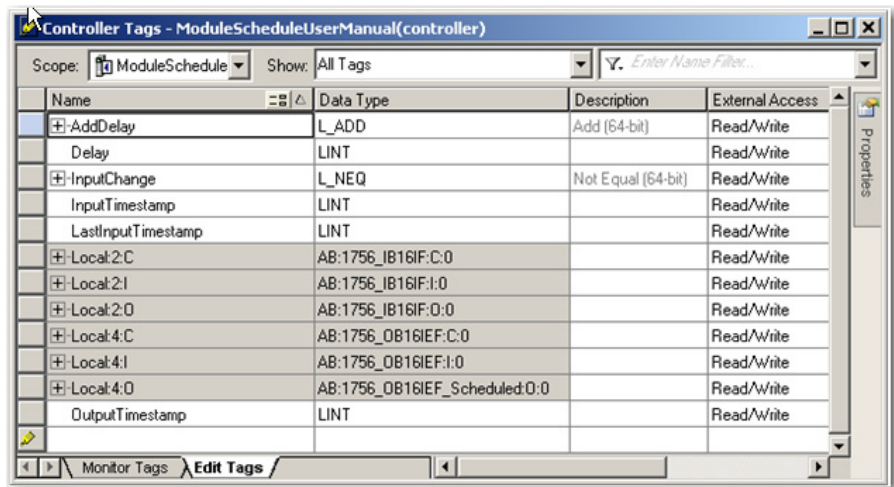 Controller Tags - ModuleScheduleUserManual(controller)
Scope: ModuleSchedule Show: All Tags Enter Name Filter...
Name Data Type Description External Access
AddDelay L_ADD Add (64-bit) Read/Write
Delay LINT Read/Write
InputChange L_NEQ Not Equal (64-bit) Read/Write
InputTimestamp LINT Read/Write
LastInputTimestamp LINT Read/Write
Local:2:C AB:1756_IB16IF:C:0 Read/Write
Local:2:I AB:1756_IB16IF:I:0 Read/Write
Local:2:O AB:1756_IB16IF:O:0 Read/Write
Local:4:C AB:1756_OB16IEF:C:0 Read/Write
Local:4:I AB:1756_OB16IEF:I:0 Read/Write
Local:4:O AB:1756_OB16IEF_Scheduled:O:0 Read/Write
OutputTimestamp LINT Read/Write
Monitor Tags Edit Tags
Properties